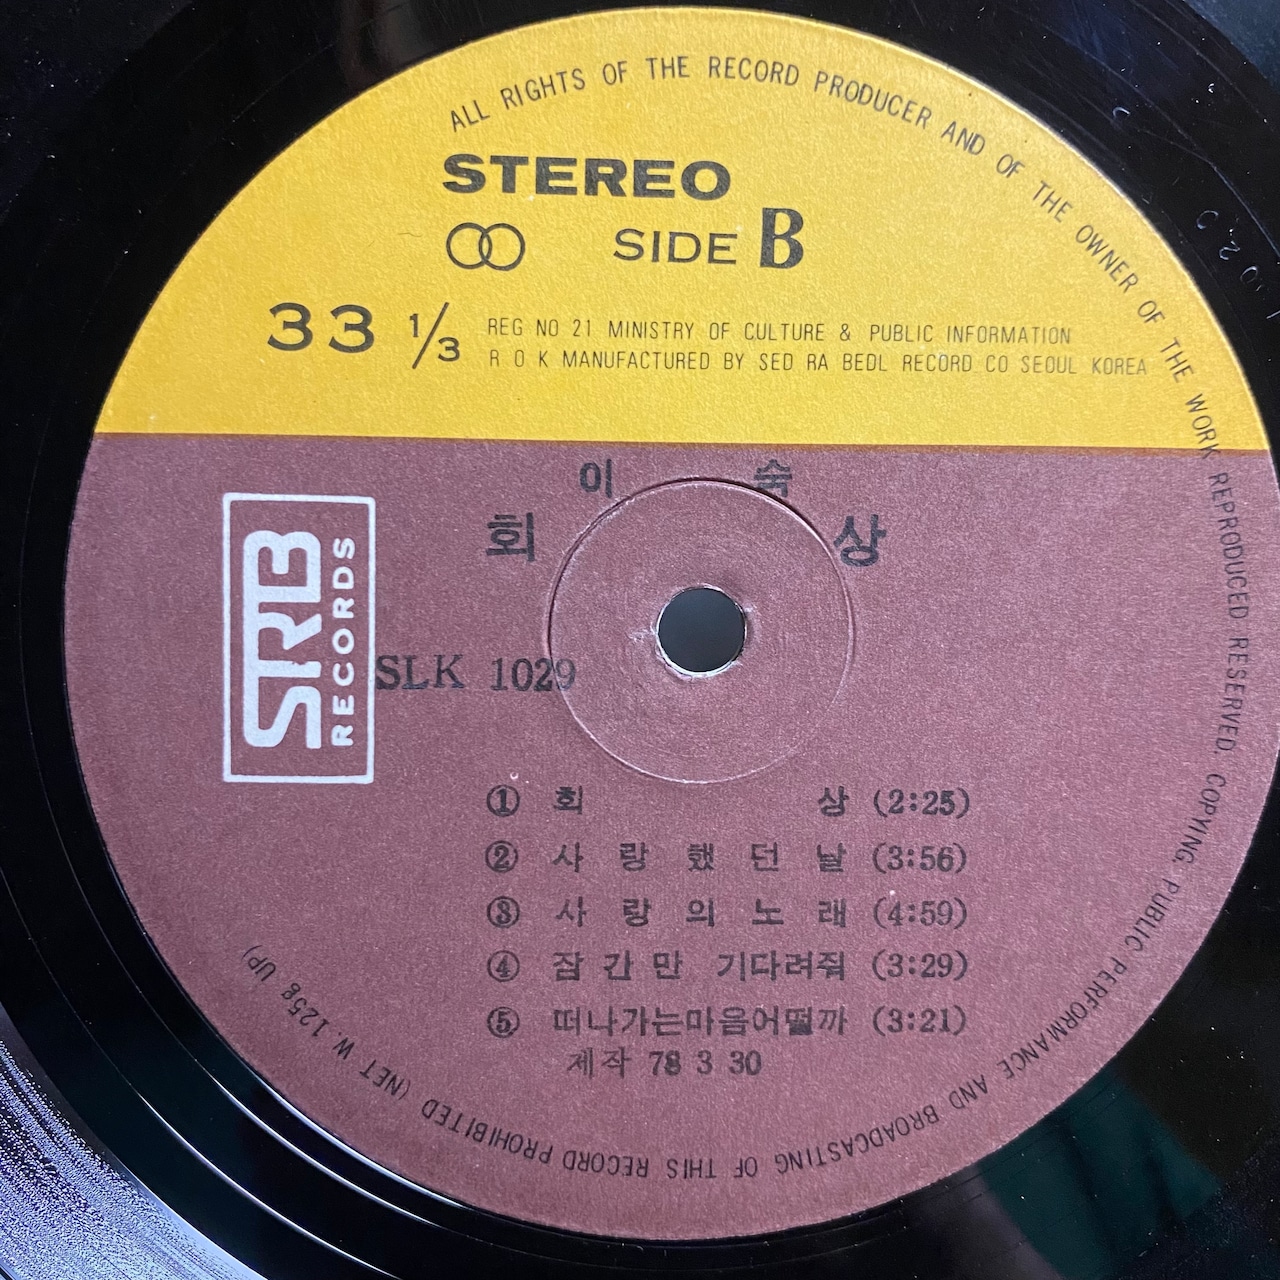 ALL RIGHTS OF THE RECORD PRODUCER AND OF THE OWNER OF THE WORK REPRODUCED RESERVED. COPYING, PUBLIC PERFORMANCE AND BROADCASTING OF THIS RECORD PROHIBITED (NET W. 125g UP)
STEREO
SIDE B
33 1/3
REG NO 21 MINISTRY OF CULTURE & PUBLIC INFORMATION
R O K MANUFACTURED BY SED RA BEDL RECORD CO SEOUL KOREA
이 숙
회 상
SRB
RECORDS
SLK 1029
① 회 상 (2:25)
② 사 랑 했 던 날 (3:56)
③ 사 랑 의 노 래 (4:59)
④ 잠 간 만 기다려줘 (3:29)
⑤ 떠나가는마음어떨까 (3:21)
제작 78 3 30